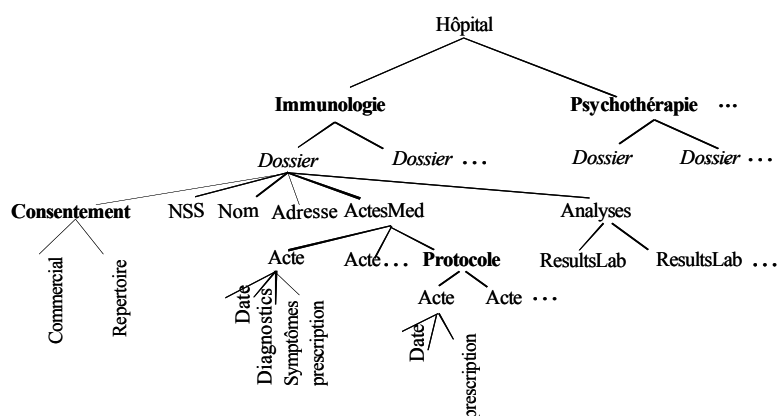 Hôpital
Immunologie Psychothérapie ...
Dossier Dossier ... Dossier Dossier ...
Consentement NSS Nom Adresse ActesMed Analyses
Acte Acte... Protocole ResultsLab ResultsLab ...
Commercial
Repertoire
Date
Diagnostics
Symptômes
prescription
Acte Acte ...
Date
prescription